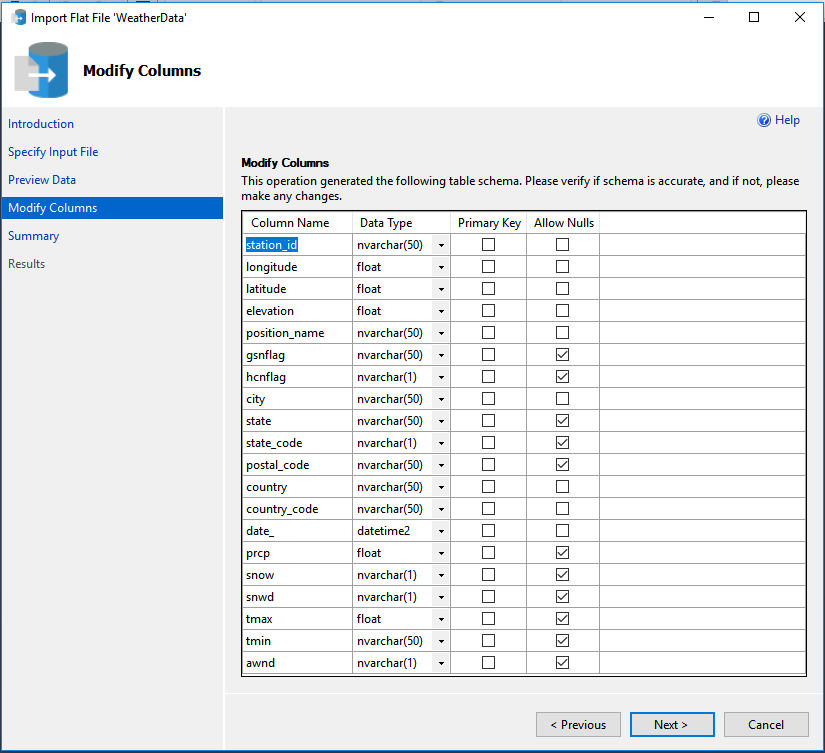 Import Flat File 'WeatherData'
Modify Columns
Introduction
Specify Input File
Preview Data
Modify Columns
Summary
Results
Help
Modify Columns
This operation generated the following table schema. Please verify if schema is accurate, and if not, please
make any changes.
Column Name Data Type Primary Key Allow Nulls
station_id nvarchar(50)
longitude float
latitude float
elevation float
position_name nvarchar(50)
gsnflag nvarchar(50)
hcnflag nvarchar(1)
city nvarchar(50)
state nvarchar(50)
state_code nvarchar(1)
postal_code nvarchar(50)
country nvarchar(50)
country_code nvarchar(50)
date_ datetime2
prcp float
snow nvarchar(1)
snwd nvarchar(1)
tmax float
tmin nvarchar(50)
awnd nvarchar(1)
< Previous Next > Cancel